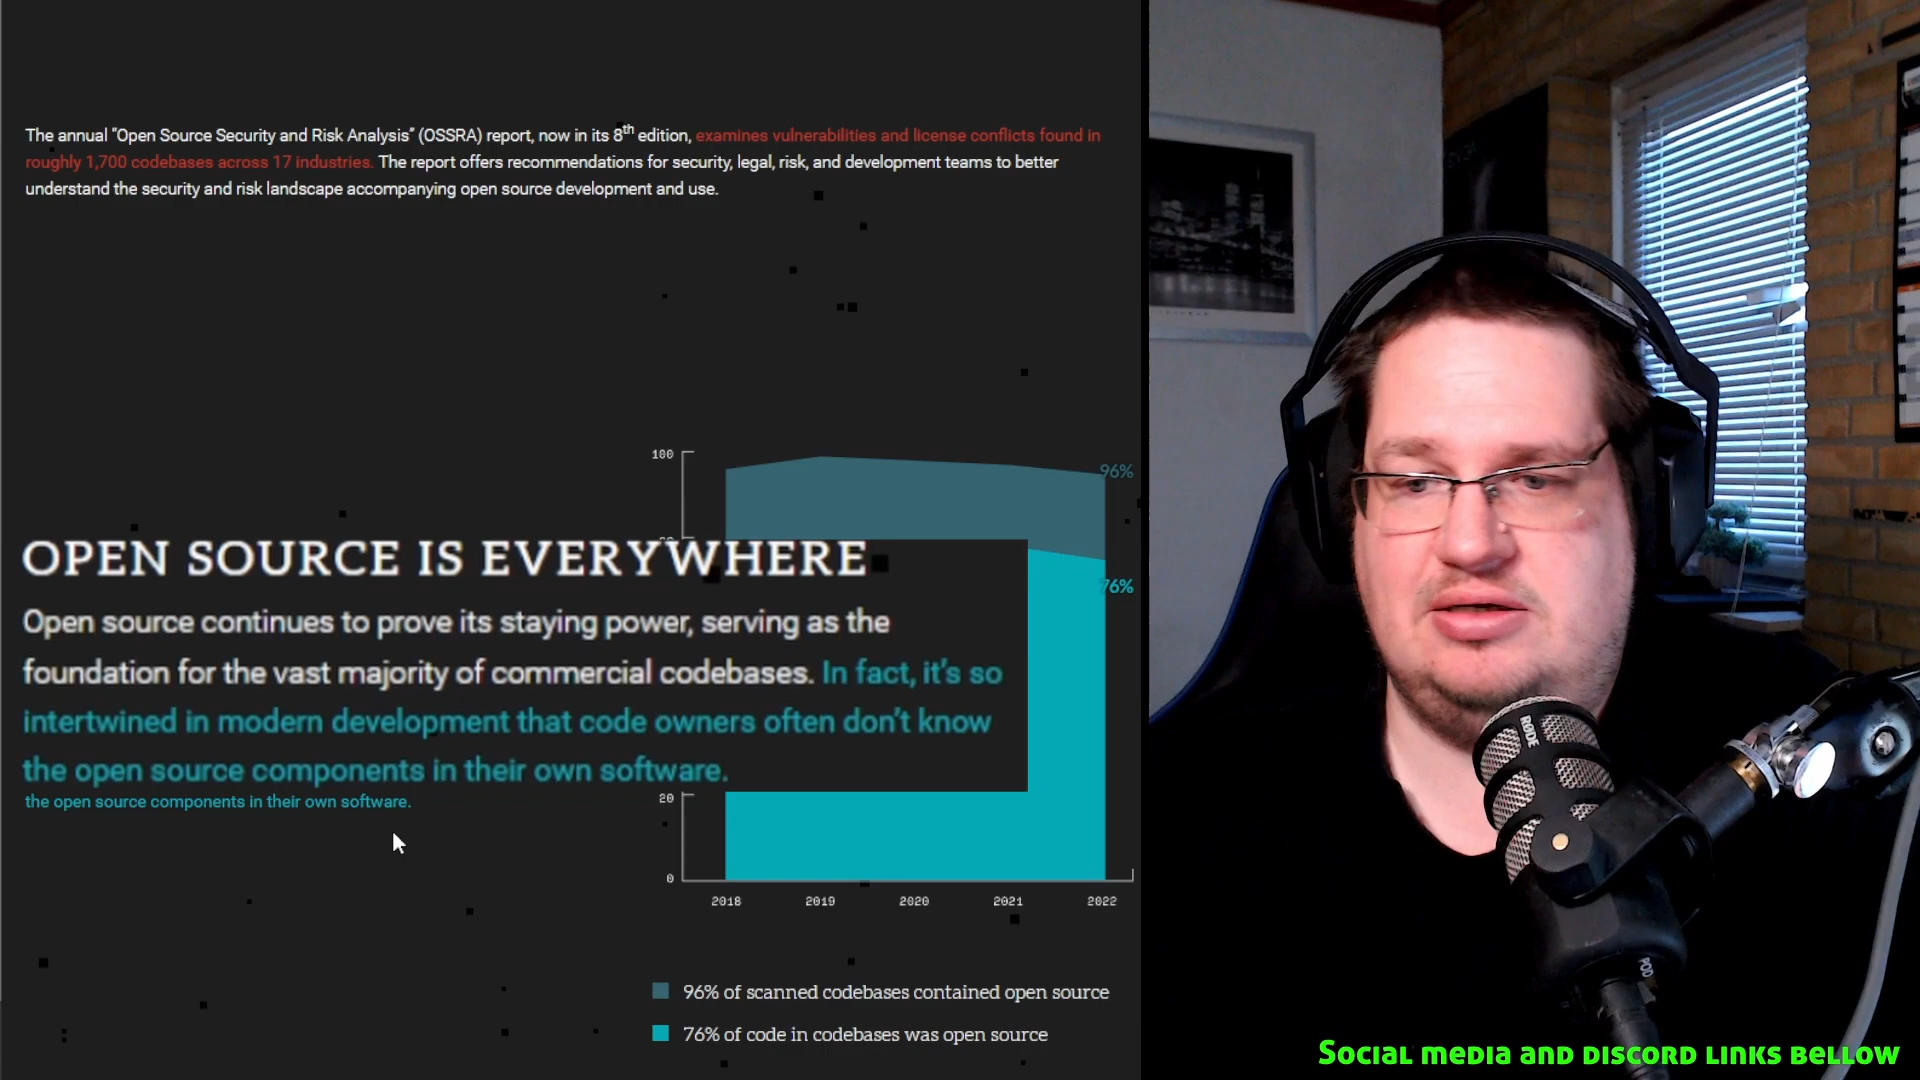 The annual "Open Source Security and Risk Analysis" (OSSRA) report, now in its 8th edition, examines vulnerabilities and license conflicts found in
roughly 1,700 codebases across 17 industries. The report offers recommendations for security, legal, risk, and development teams to better
understand the security and risk landscape accompanying open source development and use.
100
96%
OPEN SOURCE IS EVERYWHERE
76%
Open source continues to prove its staying power, serving as the
foundation for the vast majority of commercial codebases. In fact, it's so
intertwined in modern development that code owners often don't know
the open source components in their own software.
the open source components in their own software.
20
0
2018 2019 2020 2021 2022
96% of scanned codebases contained open source
76% of code in codebases was open source
RØDE
POD
Social media and discord links bellow